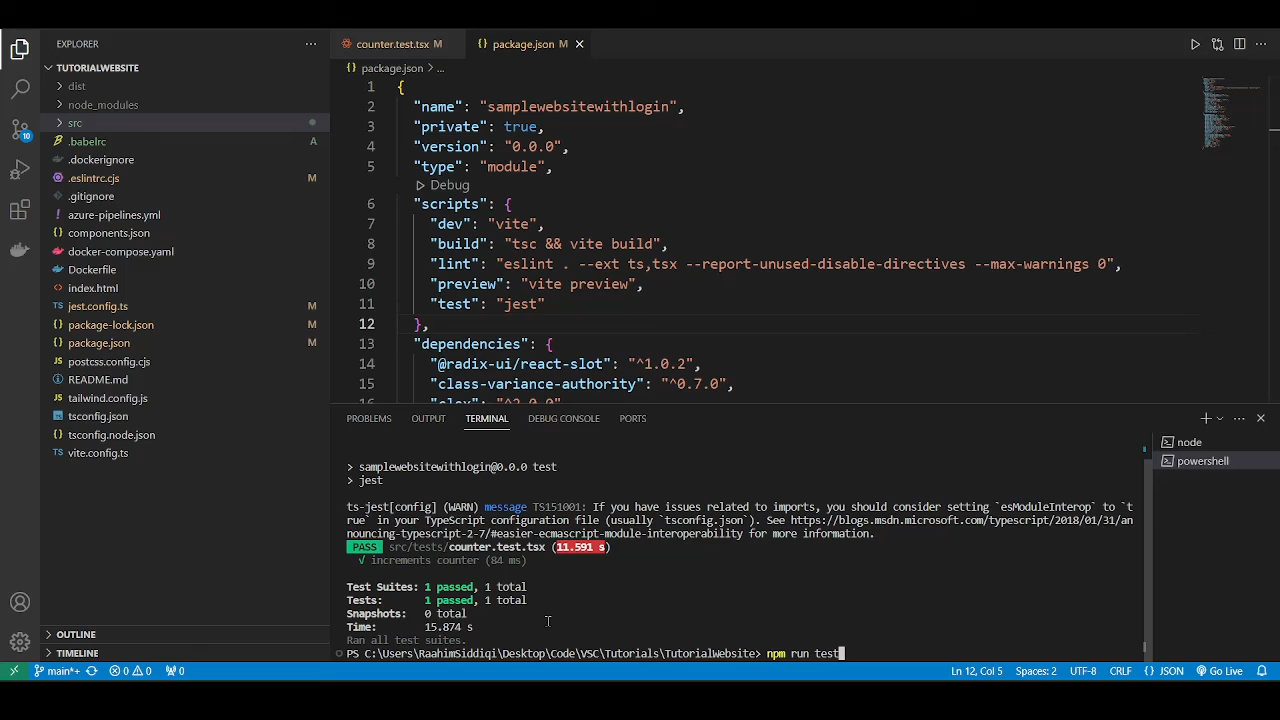 EXPLORER
TUTORIALWEBSITE
dist
node_modules
src
.babelrc A
.dockerignore
.eslintrc.cjs M
.gitignore
azure-pipelines.yml
components.json
docker-compose.yaml
Dockerfile
index.html
TS jest.config.ts M
package-lock.json M
package.json M
postcss.config.cjs
README.md
tailwind.config.js
tsconfig.json
tsconfig.node.json
vite.config.ts
OUTLINE
TIMELINE
10
counter.test.tsx M
package.json M
package.json > ...
1 {
2 "name": "samplewebsitewithlogin",
3 "private": true,
4 "version": "0.0.0",
5 "type": "module",
Debug
6 "scripts": {
7 "dev": "vite",
8 "build": "tsc && vite build",
9 "lint": "eslint . --ext ts,tsx --report-unused-disable-directives --max-warnings 0",
10 "preview": "vite preview",
11 "test": "jest"
12 },
13 "dependencies": {
14 "@radix-ui/react-slot": "^1.0.2",
15 "class-variance-authority": "^0.7.0",
16 "clsx": "^2.0.0"
PROBLEMS OUTPUT TERMINAL DEBUG CONSOLE PORTS
> samplewebsitewithlogin@0.0.0 test
> jest
ts-jest[config] (WARN) message TS151001: If you have issues related to imports, you should consider setting `esModuleInterop` to `t
rue` in your TypeScript configuration file (usually `tsconfig.json`). See https://blogs.msdn.microsoft.com/typescript/2018/01/31/an
nouncing-typescript-2-7/#easier-ecmascript-module-interoperability for more information.
PASS src/tests/counter.test.tsx (11.591 s)
√ increments counter (84 ms)
Test Suites: 1 passed, 1 total
Tests: 1 passed, 1 total
Snapshots: 0 total
Time: 15.874 s
Ran all test suites.
PS C:\Users\RaahimSiddiqi\Desktop\Code\VSC\Tutorials\TutorialWebsite> npm run test
node
powershell
main*+ 0 0 0 Ln 12, Col 5 Spaces: 2 UTF-8 CRLF {} JSON Go Live